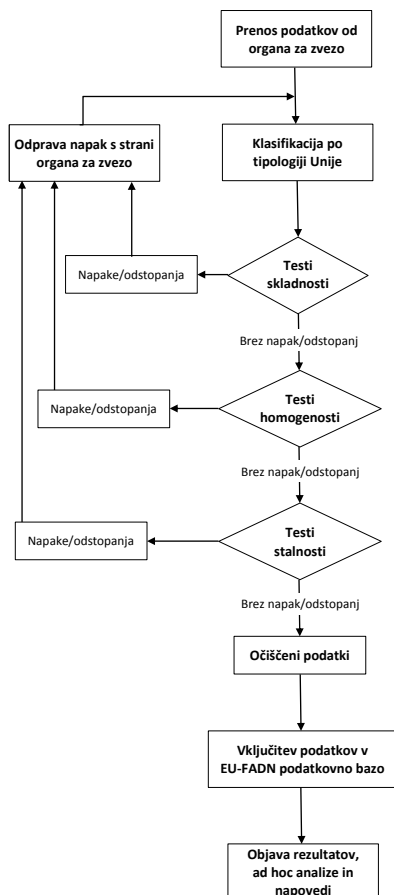 Prenos podatkov od
organa za zvezo
Odprava napak s strani
organa za zvezo
Klasifikacija po
tipologiji Unije
Testi
skladnosti
Napake/odstopanja
Brez napak/odstopanj
Testi
homogenosti
Napake/odstopanja
Brez napak/odstopanj
Testi
stalnosti
Napake/odstopanja
Brez napak/odstopanj
Očiščeni podatki
Vključitev podatkov v
EU-FADN podatkovno bazo
Objava rezultatov,
ad hoc analize in
napovedi